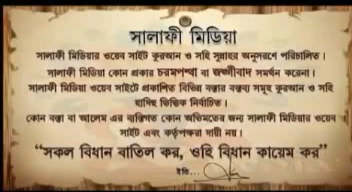 সালাফী মিডিয়া
সালাফী মিডিয়ার ওয়েব সাইট কুরআন ও সহি সুন্নাহর অনুসরণে পরিচালিত।
সালাফী মিডিয়া কোন প্রকার চরমপন্থা বা জঙ্গীবাদ সমর্থন করেনা।
সালাফী মিডিয়ার ওয়েব সাইটে প্রকাশিত বিভিন্ন বক্তার বক্তব্য সমূহ কুরআন ও সহি
হাদিছ ভিত্তিক নির্বাচিত।
কোন বক্তা বা আলেম এর ব্যক্তিগত কোন অভিমতের জন্য সালাফী মিডিয়ার ওয়েব
সাইট এবং কর্তৃপক্ষরা দায়ী নয়।
“সকল বিধান বাতিল কর, ওহি বিধান কায়েম কর”
ইতি...